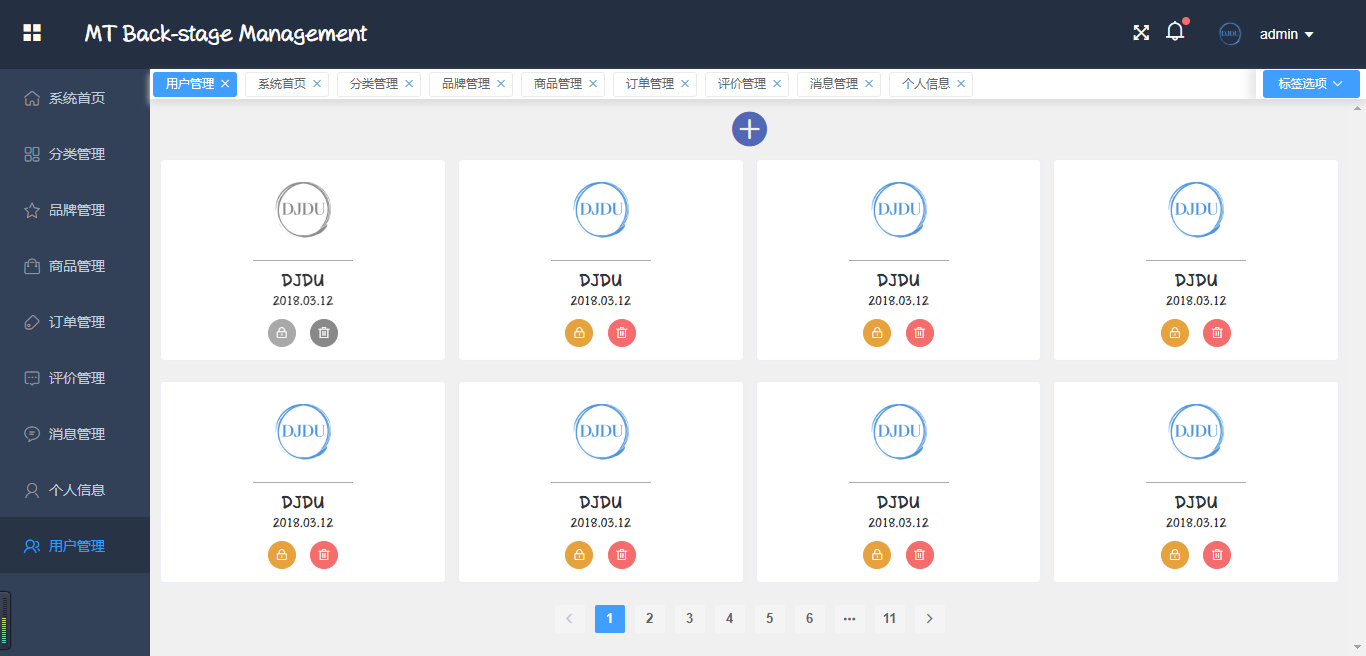 MT Back-stage Management
admin
用户管理 系统首页 分类管理 品牌管理 商品管理 订单管理 评价管理 消息管理 个人信息 标签选项
系统首页
分类管理
品牌管理
商品管理
订单管理
评价管理
消息管理
个人信息
用户管理
DJDU DJDU DJDU DJDU
DJDU DJDU DJDU DJDU
2018.03.12 2018.03.12 2018.03.12 2018.03.12
DJDU DJDU DJDU DJDU
DJDU DJDU DJDU DJDU
2018.03.12 2018.03.12 2018.03.12 2018.03.12
1 2 3 4 5 6 ••• 11